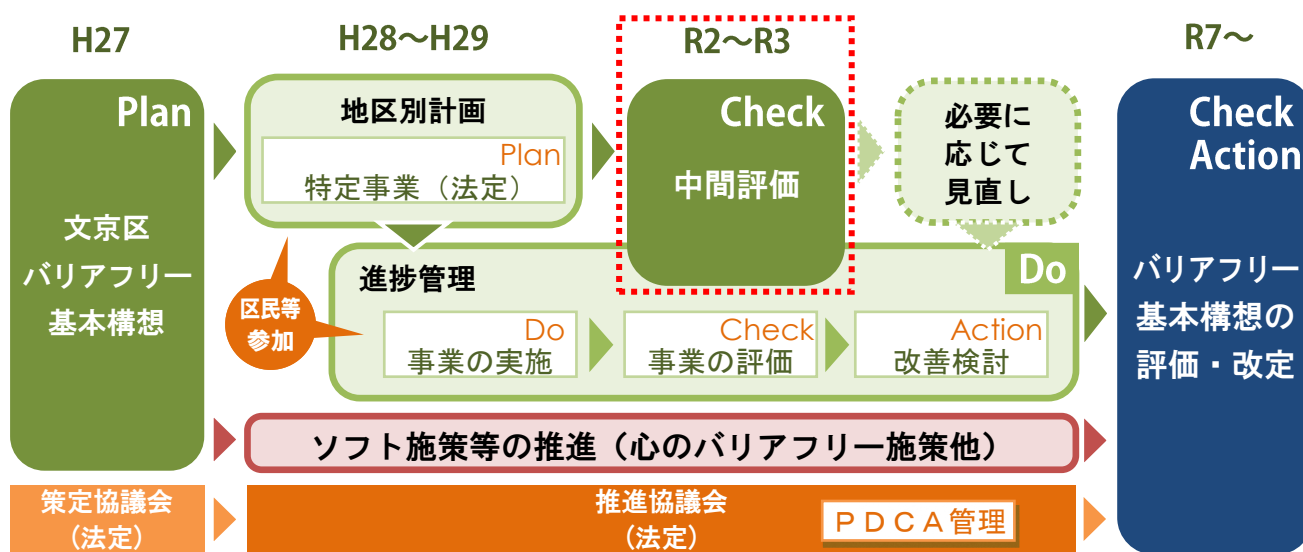 H27
H28～H29
R2～R3
R7～
Plan
文京区
バリアフリー
基本構想
地区別計画
Plan
特定事業（法定）
Check
中間評価
必要に
応じて
見直し
Check
Action
バリアフリー
基本構想の
評価・改定
区民等
参加
進捗管理
Do
Do
事業の実施
Check
事業の評価
Action
改善検討
ソフト施策等の推進（心のバリアフリー施策他）
策定協議会
（法定）
推進協議会
（法定）
ＰＤＣＡ管理